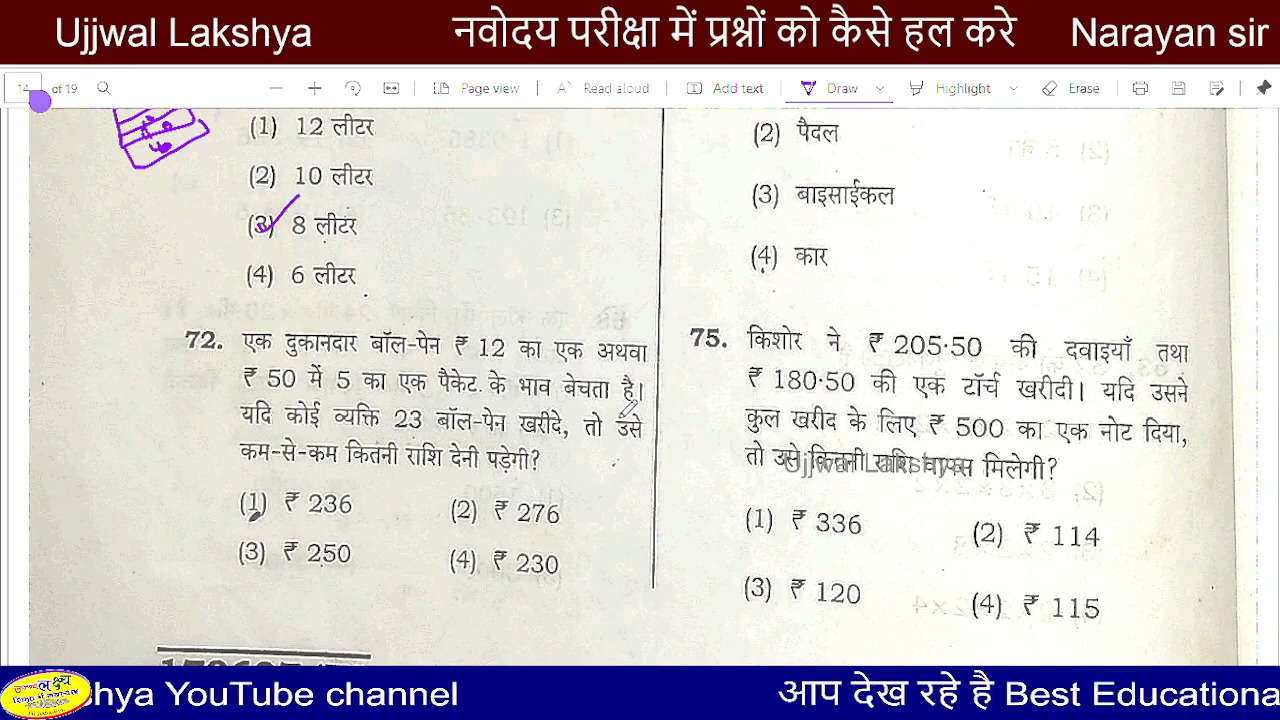 Ujjwal Lakshya नवोदय परीक्षा में प्रश्नों को कैसे हल करे Narayan sir
14 of 19 Page view Read aloud Add text Draw Highlight Erase
(1) 12 लीटर
(2) 10 लीटर
(3) 8 लीटर
(4) 6 लीटर
72. एक दुकानदार बॉल-पेन ₹ 12 का एक अथवा
₹ 50 में 5 का एक पैकेट के भाव बेचता है।
यदि कोई व्यक्ति 23 बॉल-पेन खरीदे, तो उसे
कम-से-कम कितनी राशि देनी पड़ेगी?
(1) ₹ 236 (2) ₹ 276
(3) ₹ 250 (4) ₹ 230
(2) पैदल
(3) बाइसाईकल
(4) कार
75. किशोर ने ₹ 205·50 की दवाइयाँ तथा
₹ 180·50 की एक टॉर्च खरीदी। यदि उसने
कुल खरीद के लिए ₹ 500 का एक नोट दिया,
तो उसे कितनी राशि वापस मिलेगी?
Ujjwal Lakshya
(1) ₹ 336 (2) ₹ 114
(3) ₹ 120 (4) ₹ 115
shya YouTube channel आप देख रहे है Best Educationa